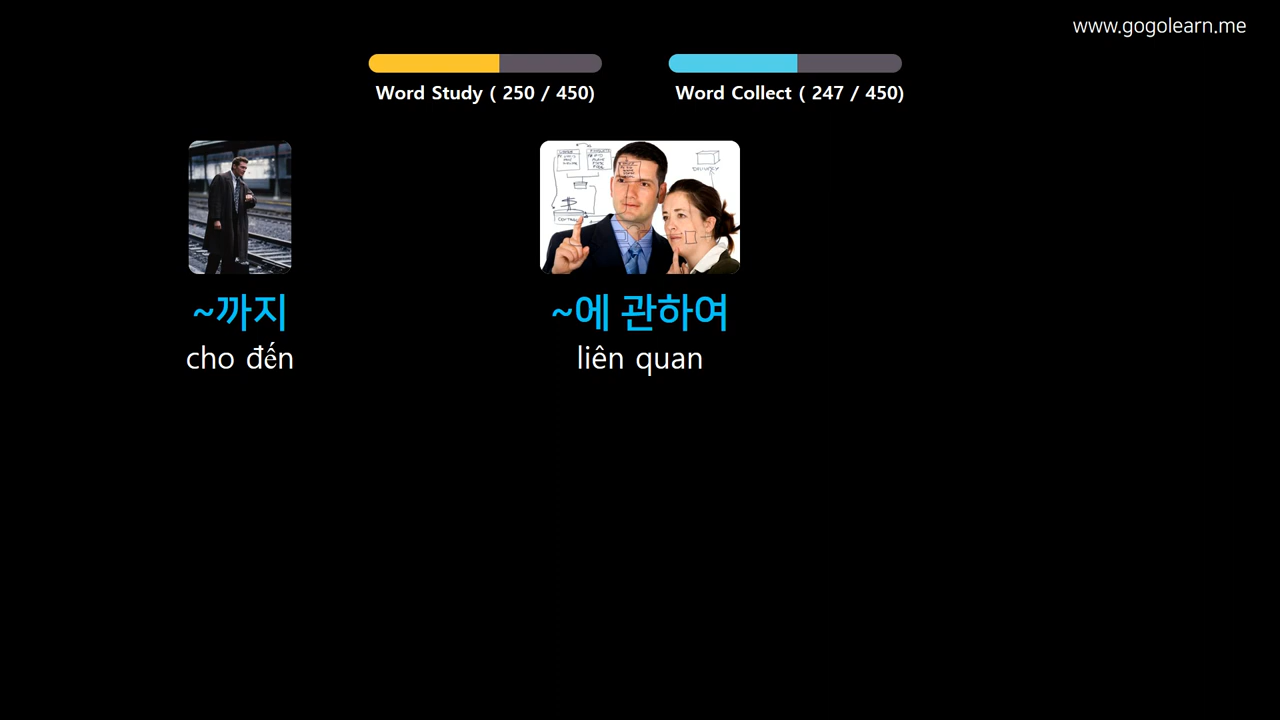 www.gogolearn.me
Word Study ( 250 / 450)
Word Collect ( 247 / 450)
~까지
cho đến
~에 관하여
liên quan